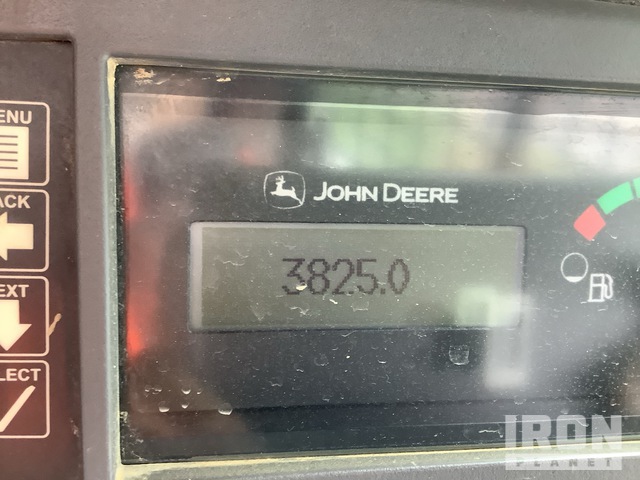 ENU
ACK
EXT
LECT
JOHN DEERE
3825.0
IRON
PLANET